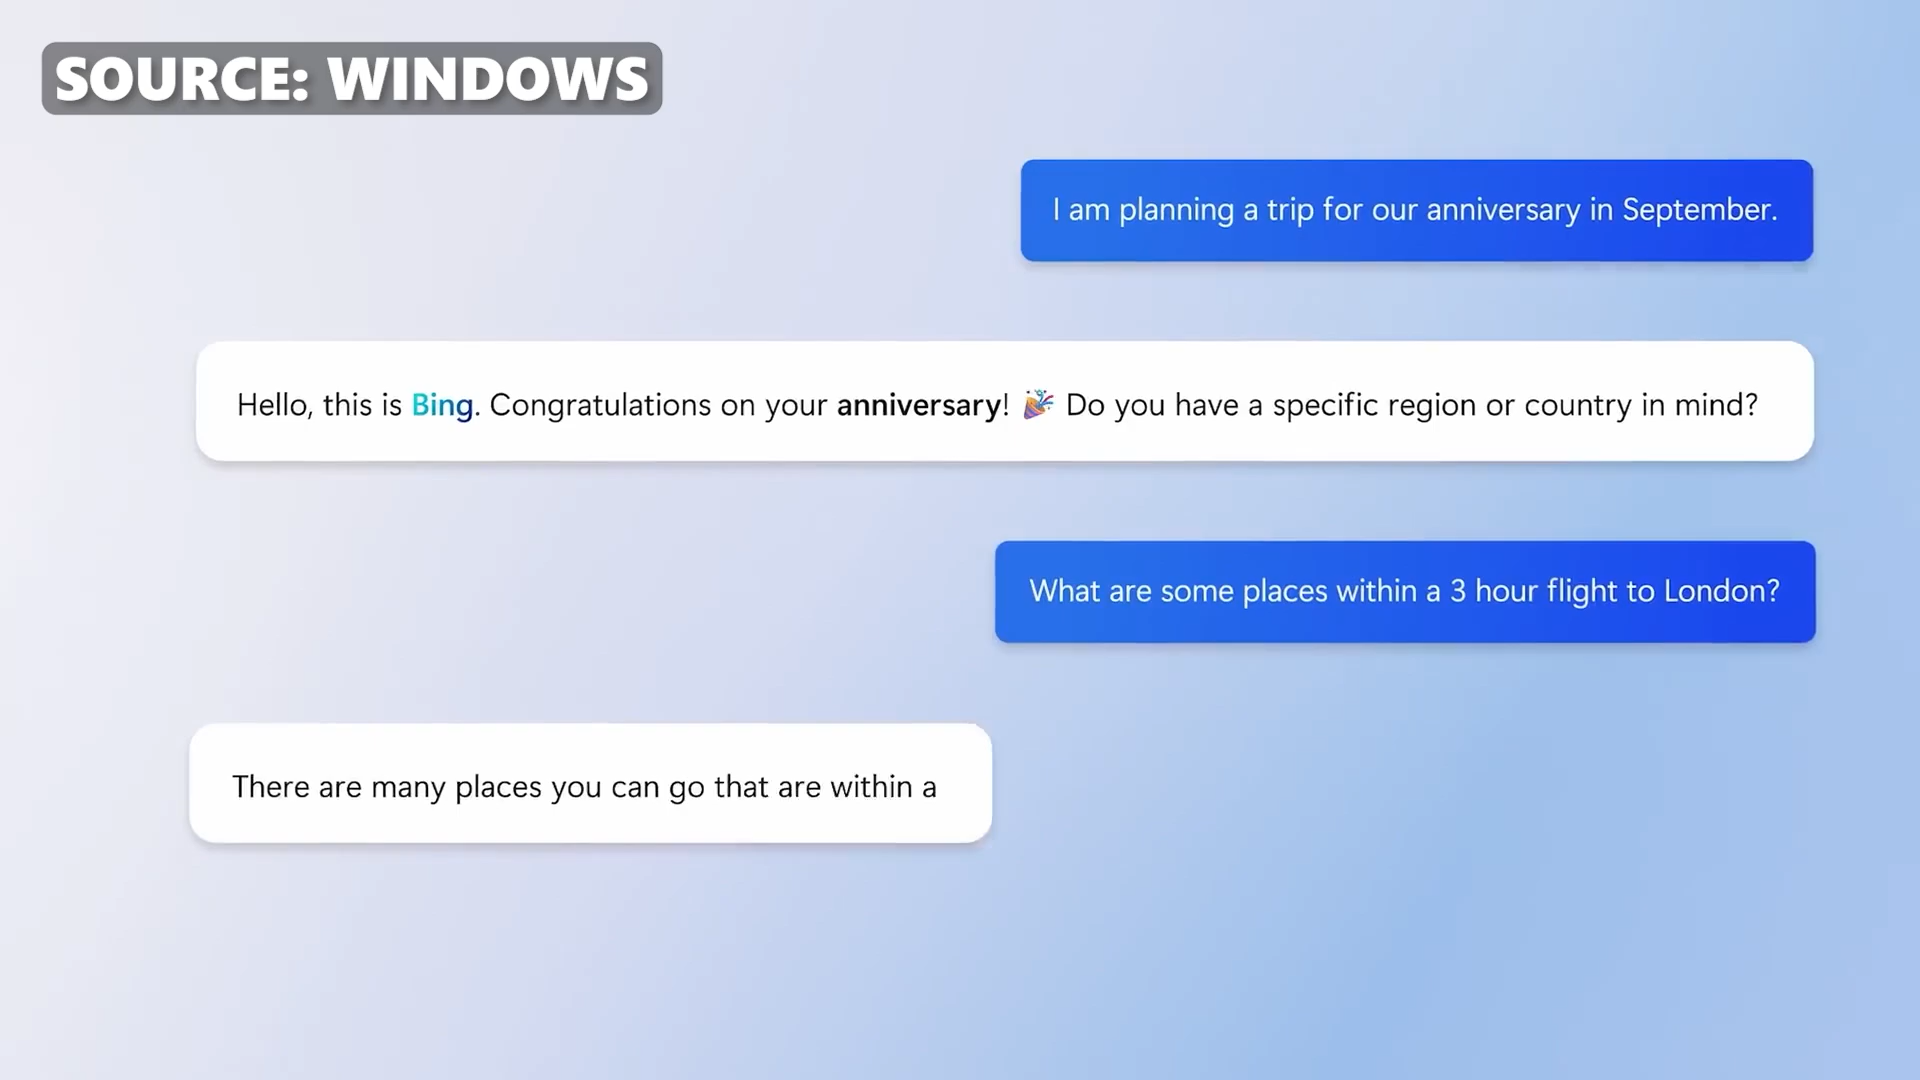 SOURCE: WINDOWS
I am planning a trip for our anniversary in September.
Hello, this is Bing. Congratulations on your anniversary! 🎉 Do you have a specific region or country in mind?
What are some places within a 3 hour flight to London?
There are many places you can go that are within a